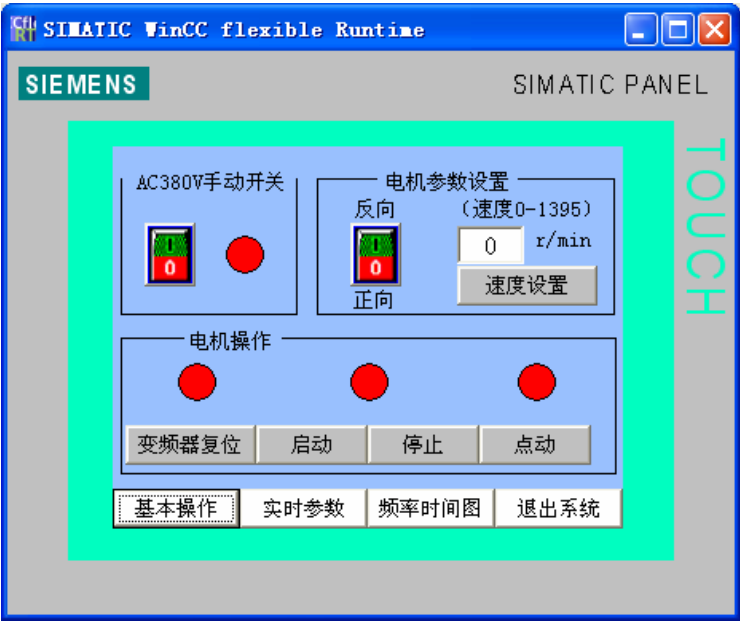 SIMATIC WinCC flexible Runtime
SIEMENS
SIMATIC PANEL
TOUCH
AC380V手动开关
电机参数设置
反向
(速度0-1395)
I
0
I
0
0
r/min
正向
速度设置
电机操作
变频器复位
启动
停止
点动
基本操作
实时参数
频率时间图
退出系统